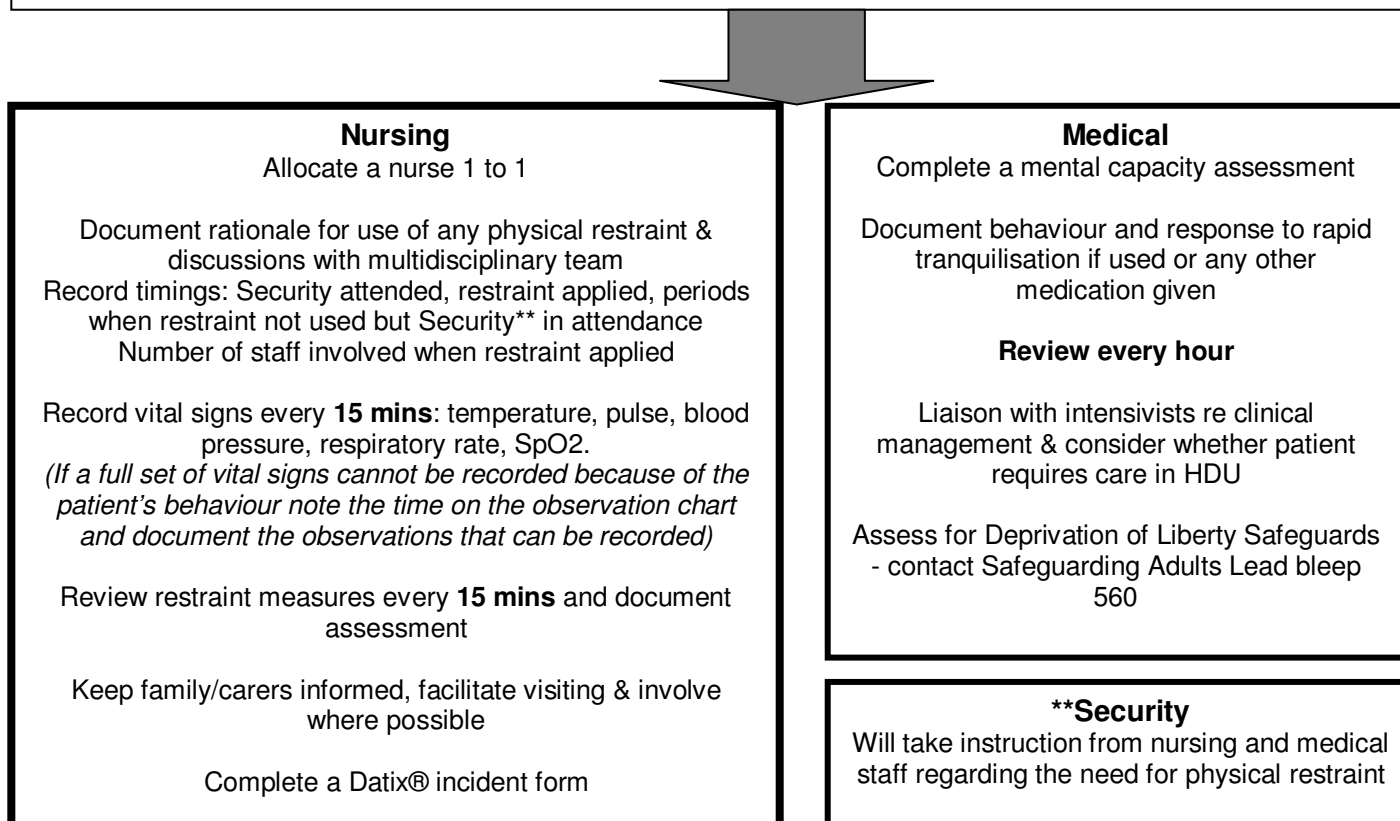 Nursing
Allocate a nurse 1 to 1
Document rationale for use of any physical restraint &
discussions with multidisciplinary team
Record timings: Security attended, restraint applied, periods
when restraint not used but Security** in attendance
Number of staff involved when restraint applied
Record vital signs every 15 mins: temperature, pulse, blood
pressure, respiratory rate, SpO2.
(If a full set of vital signs cannot be recorded because of the
patient's behaviour note the time on the observation chart
and document the observations that can be recorded)
Review restraint measures every 15 mins and document
assessment
Keep family/carers informed, facilitate visiting & involve
where possible
Complete a Datix® incident form
Medical
Complete a mental capacity assessment
Document behaviour and response to rapid
tranquilisation if used or any other
medication given
Review every hour
Liaison with intensivists re clinical
management & consider whether patient
requires care in HDU
Assess for Deprivation of Liberty Safeguards
- contact Safeguarding Adults Lead bleep
560
**Security
Will take instruction from nursing and medical
staff regarding the need for physical restraint